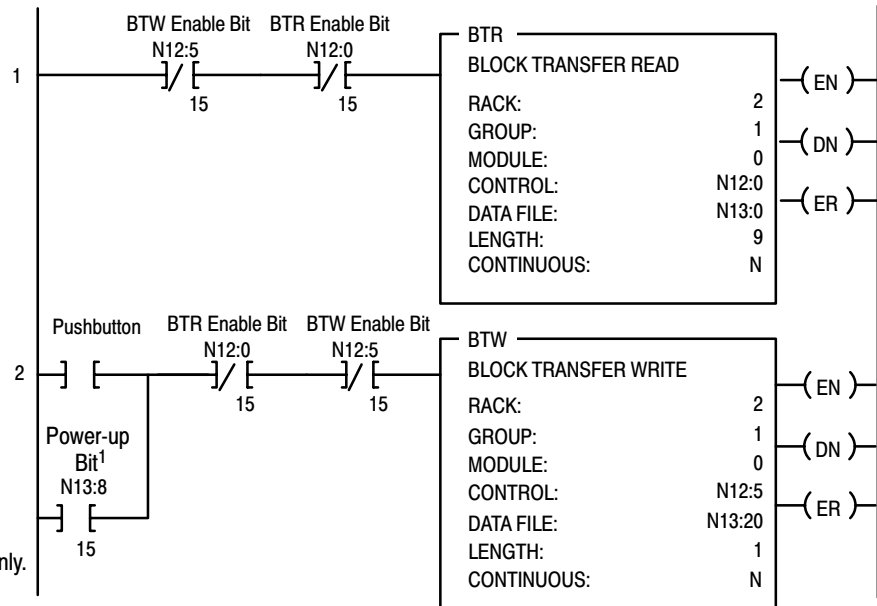 BTW Enable Bit BTR Enable Bit
N12:5 N12:0
1
15 15
BTR
BLOCK TRANSFER READ
RACK: 2
GROUP: 1
MODULE: 0
CONTROL: N12:0
DATA FILE: N13:0
LENGTH: 9
CONTINUOUS: N
EN
DN
ER
Pushbutton BTR Enable Bit BTW Enable Bit
N12:0 N12:5
2
15 15
Power-up
Bit1
N13:8
15
BTW
BLOCK TRANSFER WRITE
RACK: 2
GROUP: 1
MODULE: 0
CONTROL: N12:5
DATA FILE: N13:20
LENGTH: 1
CONTINUOUS: N
EN
DN
ER